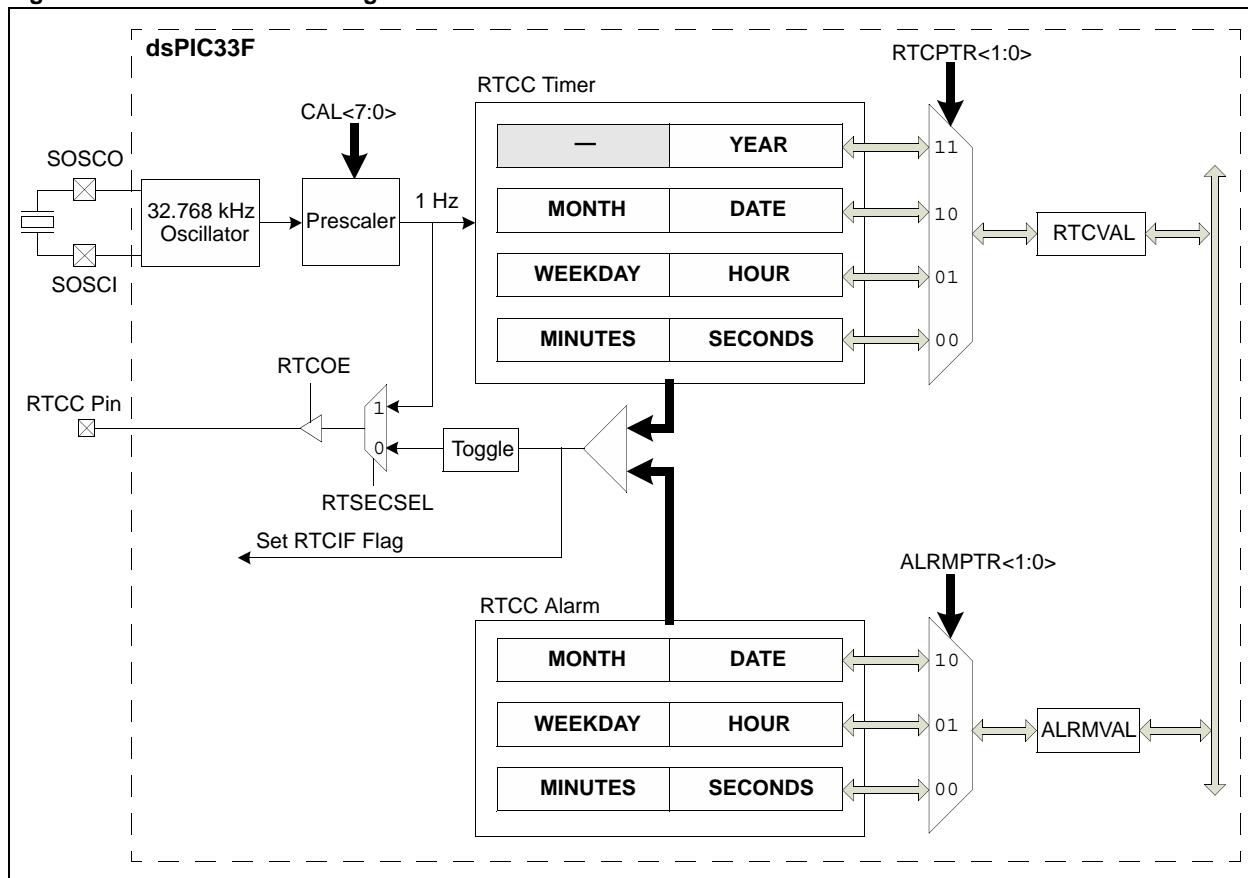 dsPIC33F
RTCPTR<1:0>
RTCC Timer
CAL<7:0>
SOSCO
SOSCI
32.768 kHz
Oscillator
Prescaler
1 Hz
— YEAR
MONTH DATE
WEEKDAY HOUR
MINUTES SECONDS
11
10
01
00
RTCVAL
RTCOE
RTCC Pin
1
0
Toggle
RTSECSEL
Set RTCIF Flag
ALRMPTR<1:0>
RTCC Alarm
MONTH DATE
WEEKDAY HOUR
MINUTES SECONDS
10
01
00
ALRMVAL